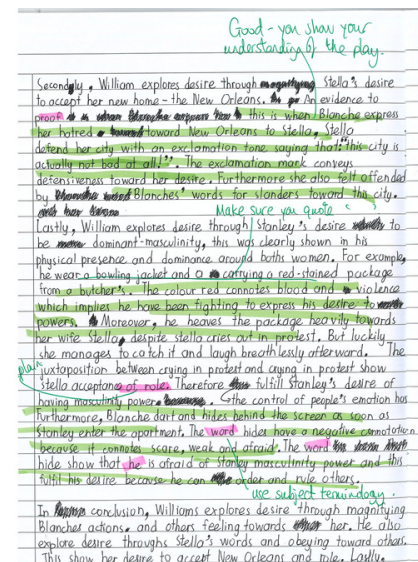 Good - you show your
understanding of the play.
Secondly, William explores desire through Stella's desire
to accept her new home - the New Orleans. An evidence to
proof this is when Blanche express
her hatred toward New Orleans to Stella, Stella
defend her city with an exclamation tone, saying that "this city is
actually not bad at all!". The exclamation mark conveys
defensiveness toward her desire. Furthermore she also felt offended
by Blanches' words for slanders toward this city.
Make sure you quote
Lastly, William explores desire through Stanley's desire to
be dominant-masculinity, this was clearly shown in his
physical presence and dominance around boths women. For example,
he wear a bowling jacket and carrying a red-stained package
from a butcher's. The colour red connotes blood and violence
which implies he have been fighting to express his desire to
powers. Moreover, he heaves the package heavily towards
her wife Stella, despite stella cries out in protest. But luckily
she manages to catch it and laugh breathlessly afterward. The
juxtaposition between crying in protest and crying in protest show
stella acceptance of role. Therefore fulfil Stanley's desire of
having masculinity power. the control of people's emotion has
Furthermore, Blanche dart and hides behind the screen as soon as
Stanley enter the apartment. The word hides have a negative connotation
because it connotes scare, weak and afraid. The word
hide show that he is afraid of Stanley masculinity power and this
fulfil his desire because he can order and rule others.
use subject terminology.
In conclusion, Williams explores desire through magnifying
Blanches actions. and others feeling towards her. He also
explore desire throughs Stella's words and obeying toward others.
This show her desire to accept New Orleans and role. Lastly,